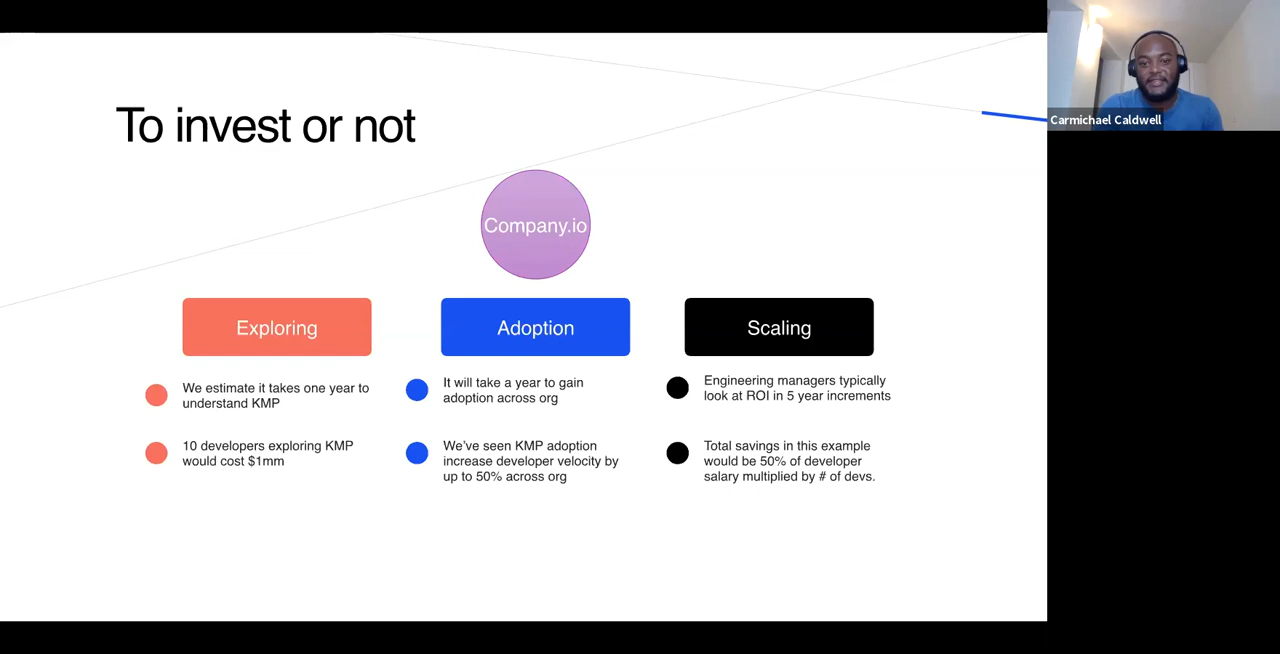 To invest or not
Carmichael Caldwell
Company.io
Exploring
We estimate it takes one year to
understand KMP
10 developers exploring KMP
would cost $1mm
Adoption
It will take a year to gain
adoption across org
We’ve seen KMP adoption
increase developer velocity by
up to 50% across org
Scaling
Engineering managers typically
look at ROI in 5 year increments
Total savings in this example
would be 50% of developer
salary multiplied by # of devs.